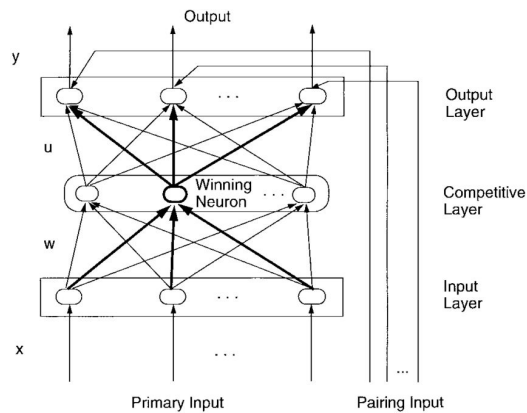 Output
y
. . .
Output
Layer
u
Winning
Neuron
. . .
Competitive
Layer
w
. . .
Input
Layer
x
. . .
...
Primary Input
Pairing Input